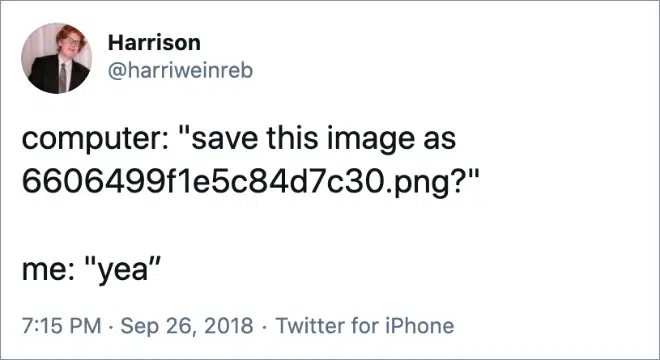 Harrison
@harriweinreb
computer: "save this image as
6606499f1e5c84d7c30.png?"
me: "yea”
7:15 PM · Sep 26, 2018 · Twitter for iPhone